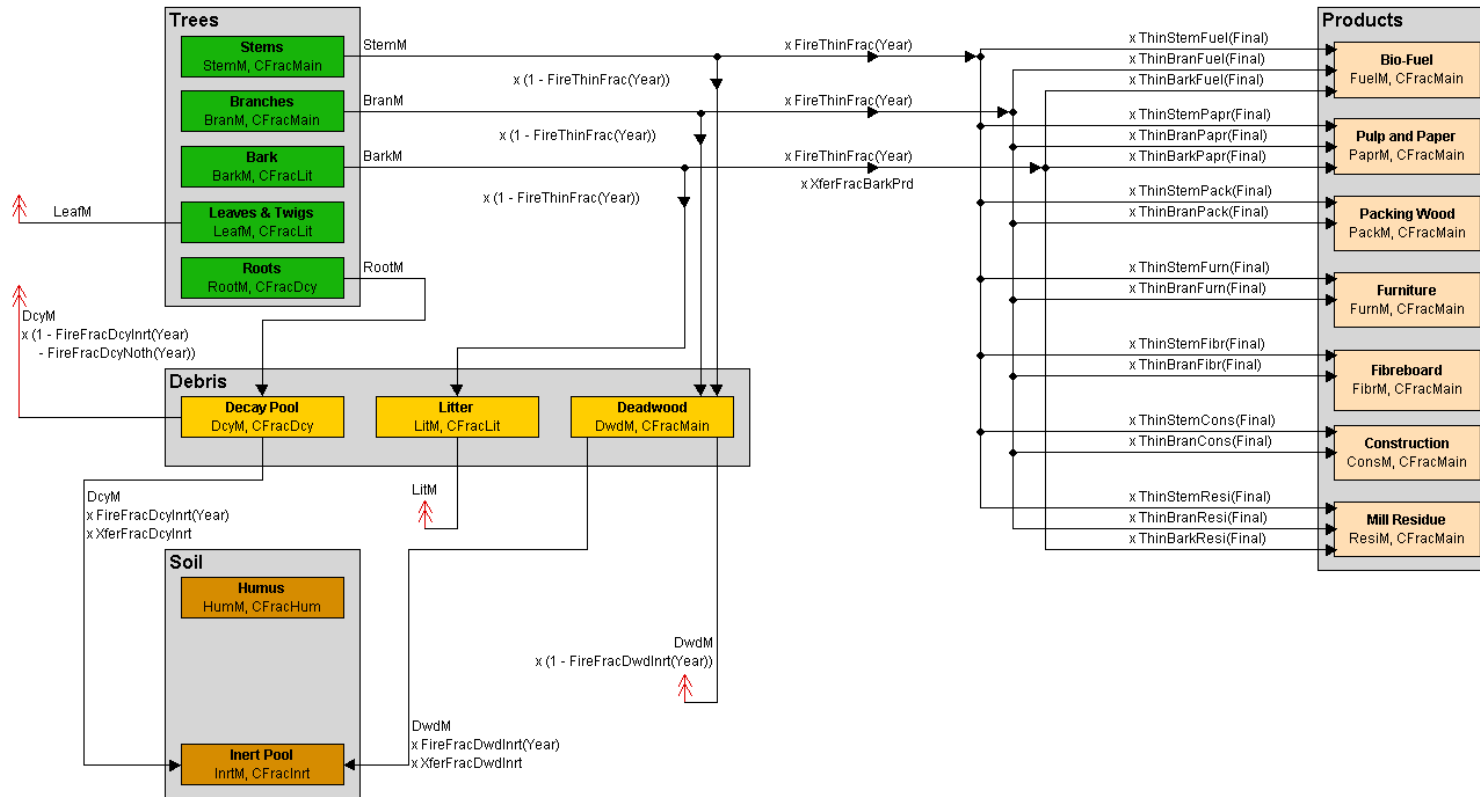 Trees
Stems
StemM, CFracMain
Branches
BranM, CFracMain
Bark
BarkM, CFracLit
Leaves & Twigs
LeafM, CFracLit
Roots
RootM, CFracDcy
StemM
BranM
BarkM
LeafM
RootM
x FireThinFrac(Year)
x (1 - FireThinFrac(Year))
x FireThinFrac(Year)
x (1 - FireThinFrac(Year))
x FireThinFrac(Year)
x XferFracBarkPrd
x (1 - FireThinFrac(Year))
DcyM
x (1 - FireFracDcyInrt(Year)
- FireFracDcyNoth(Year))
Debris
Decay Pool
DcyM, CFracDcy
Litter
LitM, CFracLit
Deadwood
DwdM, CFracMain
DcyM
x FireFracDcyInrt(Year)
x XferFracDcyInrt
LitM
DwdM
x (1 - FireFracDwdInrt(Year))
DwdM
x FireFracDwdInrt(Year)
x XferFracDwdInrt
Soil
Humus
HumM, CFracHum
Inert Pool
InrtM, CFracInrt
x ThinStemFuel(Final)
x ThinBranFuel(Final)
x ThinBarkFuel(Final)
x ThinStemPapr(Final)
x ThinBranPapr(Final)
x ThinBarkPapr(Final)
x ThinStemPack(Final)
x ThinBranPack(Final)
x ThinStemFurn(Final)
x ThinBranFurn(Final)
x ThinStemFibr(Final)
x ThinBranFibr(Final)
x ThinStemCons(Final)
x ThinBranCons(Final)
x ThinStemResi(Final)
x ThinBranResi(Final)
x ThinBarkResi(Final)
Products
Bio-Fuel
FuelM, CFracMain
Pulp and Paper
PaprM, CFracMain
Packing Wood
PackM, CFracMain
Furniture
FurnM, CFracMain
Fibreboard
FibrM, CFracMain
Construction
ConsM, CFracMain
Mill Residue
ResiM, CFracMain